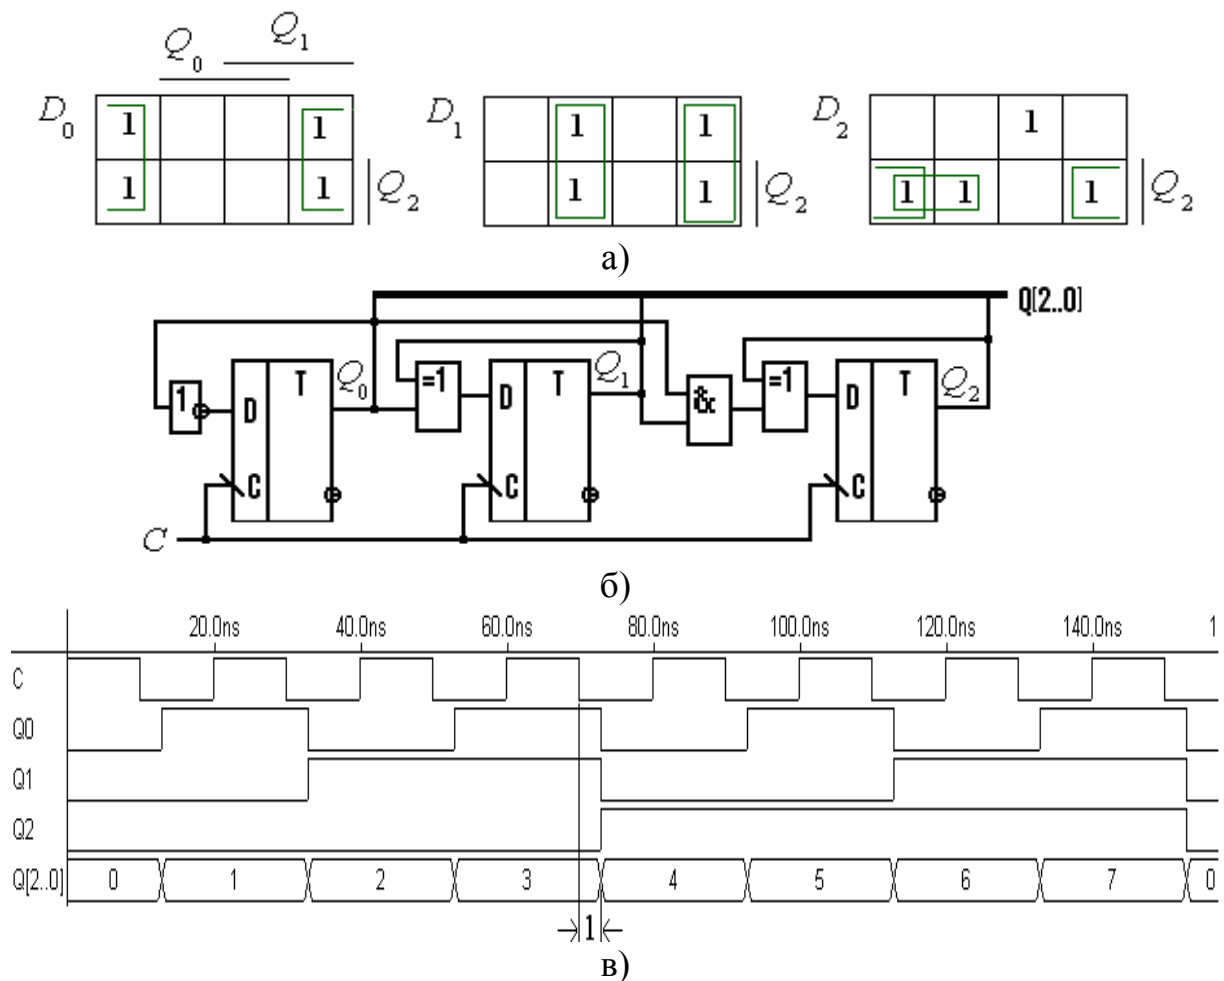 Q₀ Q₁
D₀ 1 1 D₁ 1 1 D₂ 1
1 1 Q₂ 1 1 Q₂ 1 1 1 Q₂
а)
Q[2..0]
1 D T Q₀ =1 D T Q₁ & =1 D T Q₂
C C C
C
б)
20.0ns 40.0ns 60.0ns 80.0ns 100.0ns 120.0ns 140.0ns 1
C
Q0
Q1
Q2
Q[2..0] 0 1 2 3 4 5 6 7 0
1
в)